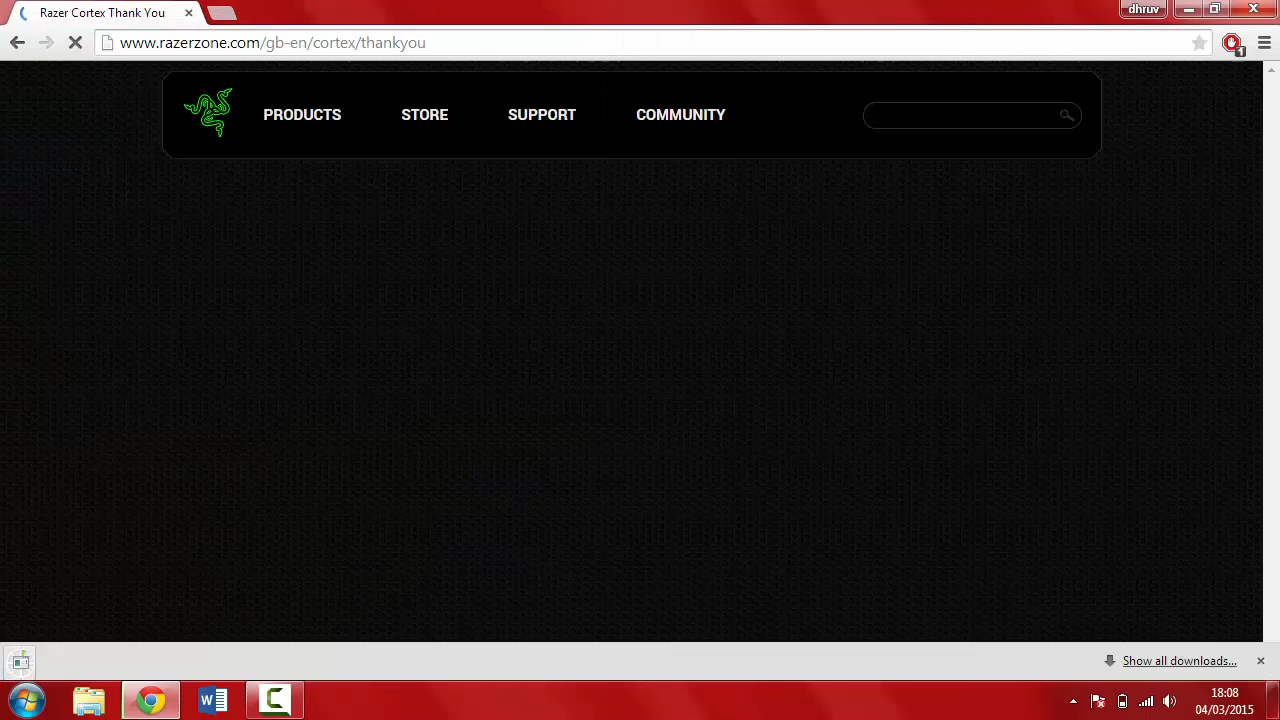 Razer Cortex Thank You
dhruv
www.razerzone.com/gb-en/cortex/thankyou
1
PRODUCTS STORE SUPPORT COMMUNITY
Show all downloads...
W
18:08
04/03/2015